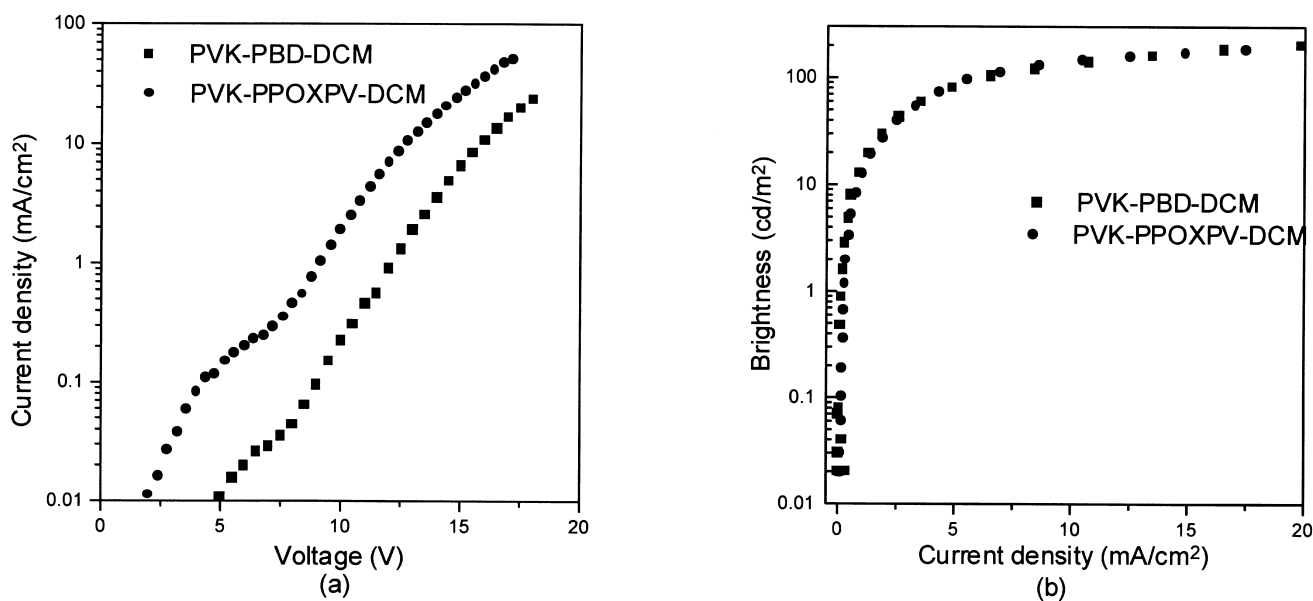 100
PVK-PBD-DCM
PVK-PPOXPV-DCM
10
1
0.1
0.01
Current density (mA/cm²)
0 5 10 15 20
Voltage (V)
(a)
100
10
1
0.1
0.01
Brightness (cd/m²)
PVK-PBD-DCM
PVK-PPOXPV-DCM
0 5 10 15 20
Current density (mA/cm²)
(b)